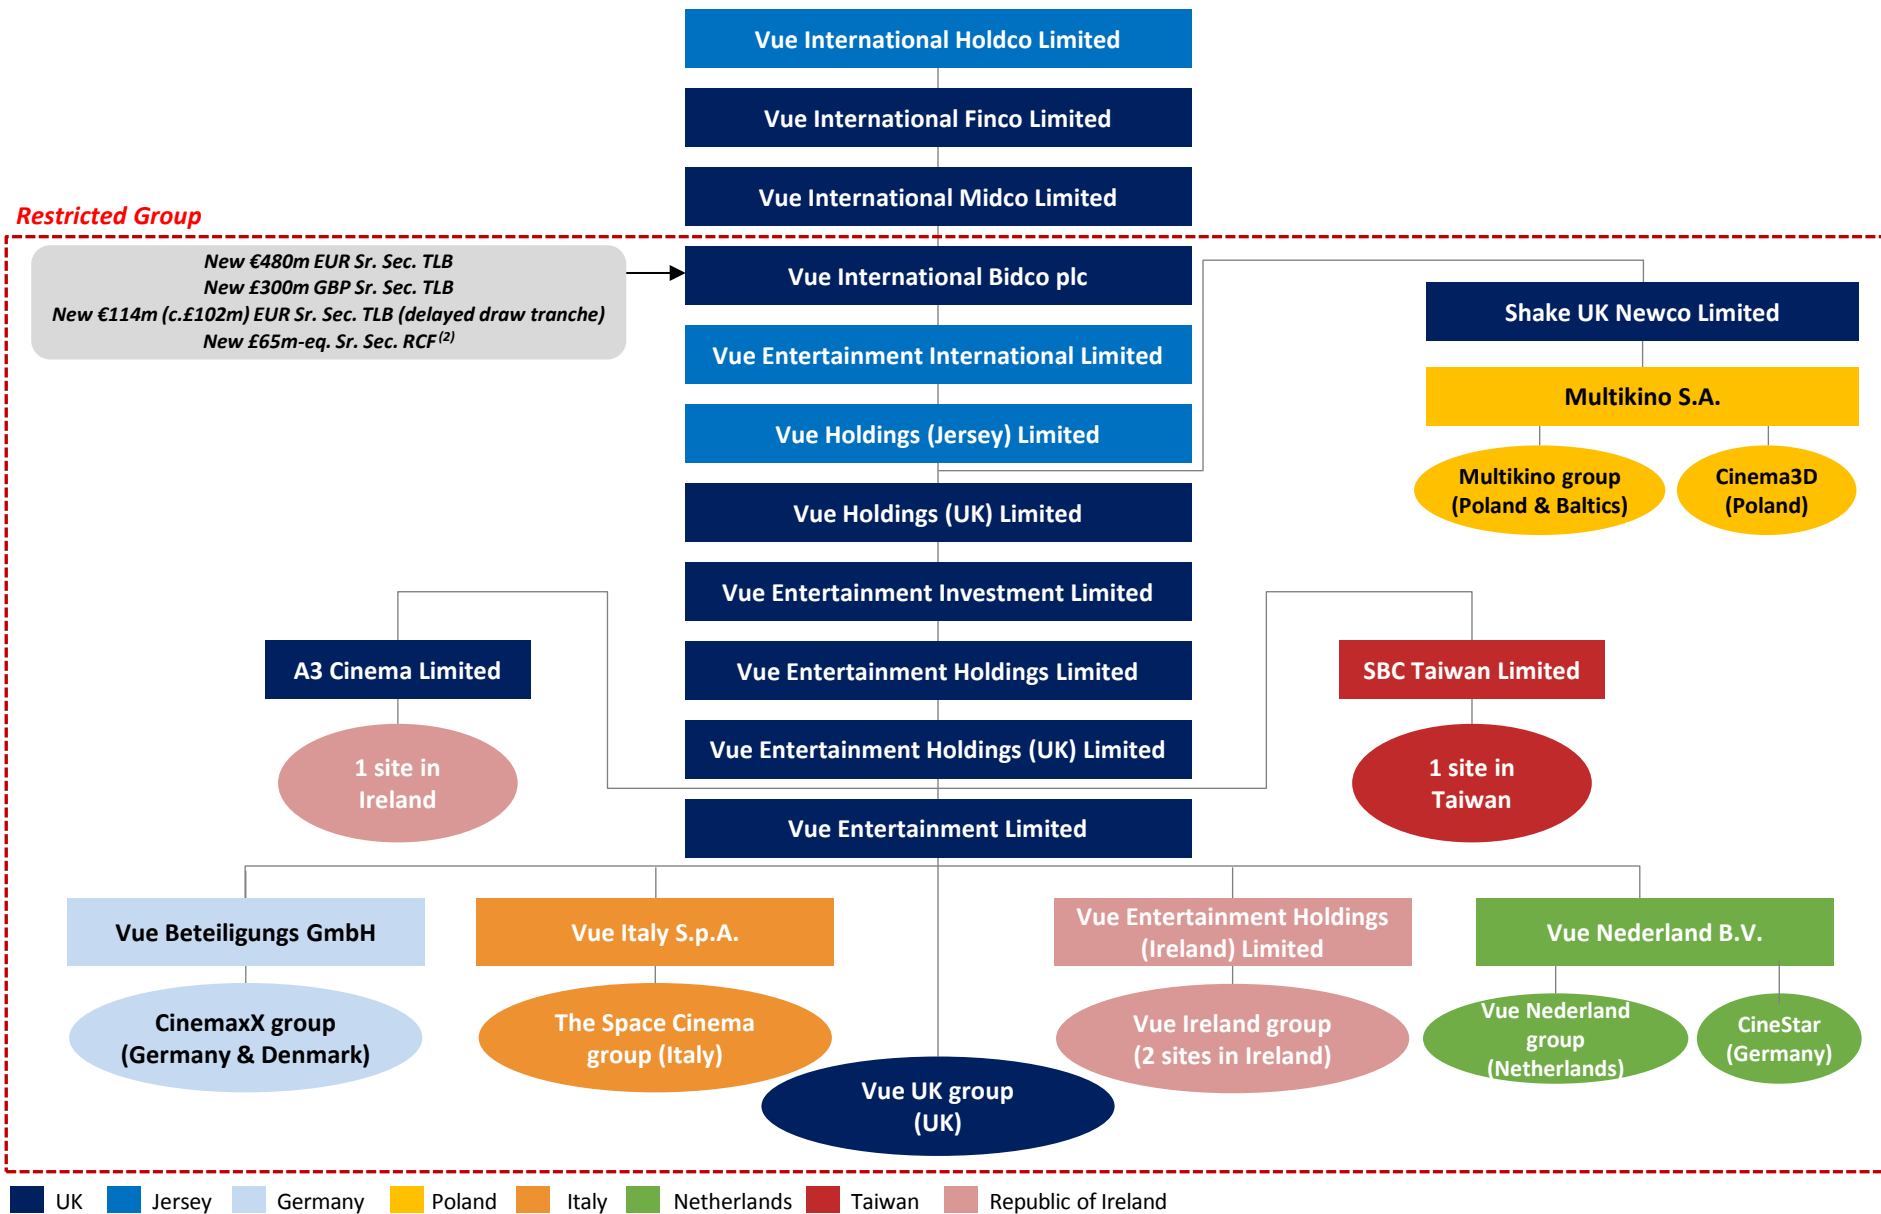 Vue International Holdco Limited
Vue International Finco Limited
Vue International Midco Limited
Restricted Group
New €480m EUR Sr. Sec. TLB
New £300m GBP Sr. Sec. TLB
New €114m (c.£102m) EUR Sr. Sec. TLB (delayed draw tranche)
New £65m-eq. Sr. Sec. RCF(2)
Vue International Bidco plc
Shake UK Newco Limited
Vue Entertainment International Limited
Multikino S.A.
Vue Holdings (Jersey) Limited
Multikino group
(Poland & Baltics)
Cinema3D
(Poland)
Vue Holdings (UK) Limited
Vue Entertainment Investment Limited
A3 Cinema Limited
Vue Entertainment Holdings Limited
SBC Taiwan Limited
1 site in
Ireland
Vue Entertainment Holdings (UK) Limited
1 site in
Taiwan
Vue Entertainment Limited
Vue Beteiligungs GmbH
Vue Italy S.p.A.
Vue Entertainment Holdings
(Ireland) Limited
Vue Nederland B.V.
CinemaxX group
(Germany & Denmark)
The Space Cinema
group (Italy)
Vue UK group
(UK)
Vue Ireland group
(2 sites in Ireland)
Vue Nederland
group
(Netherlands)
CineStar
(Germany)
UK
Jersey
Germany
Poland
Italy
Netherlands
Taiwan
Republic of Ireland